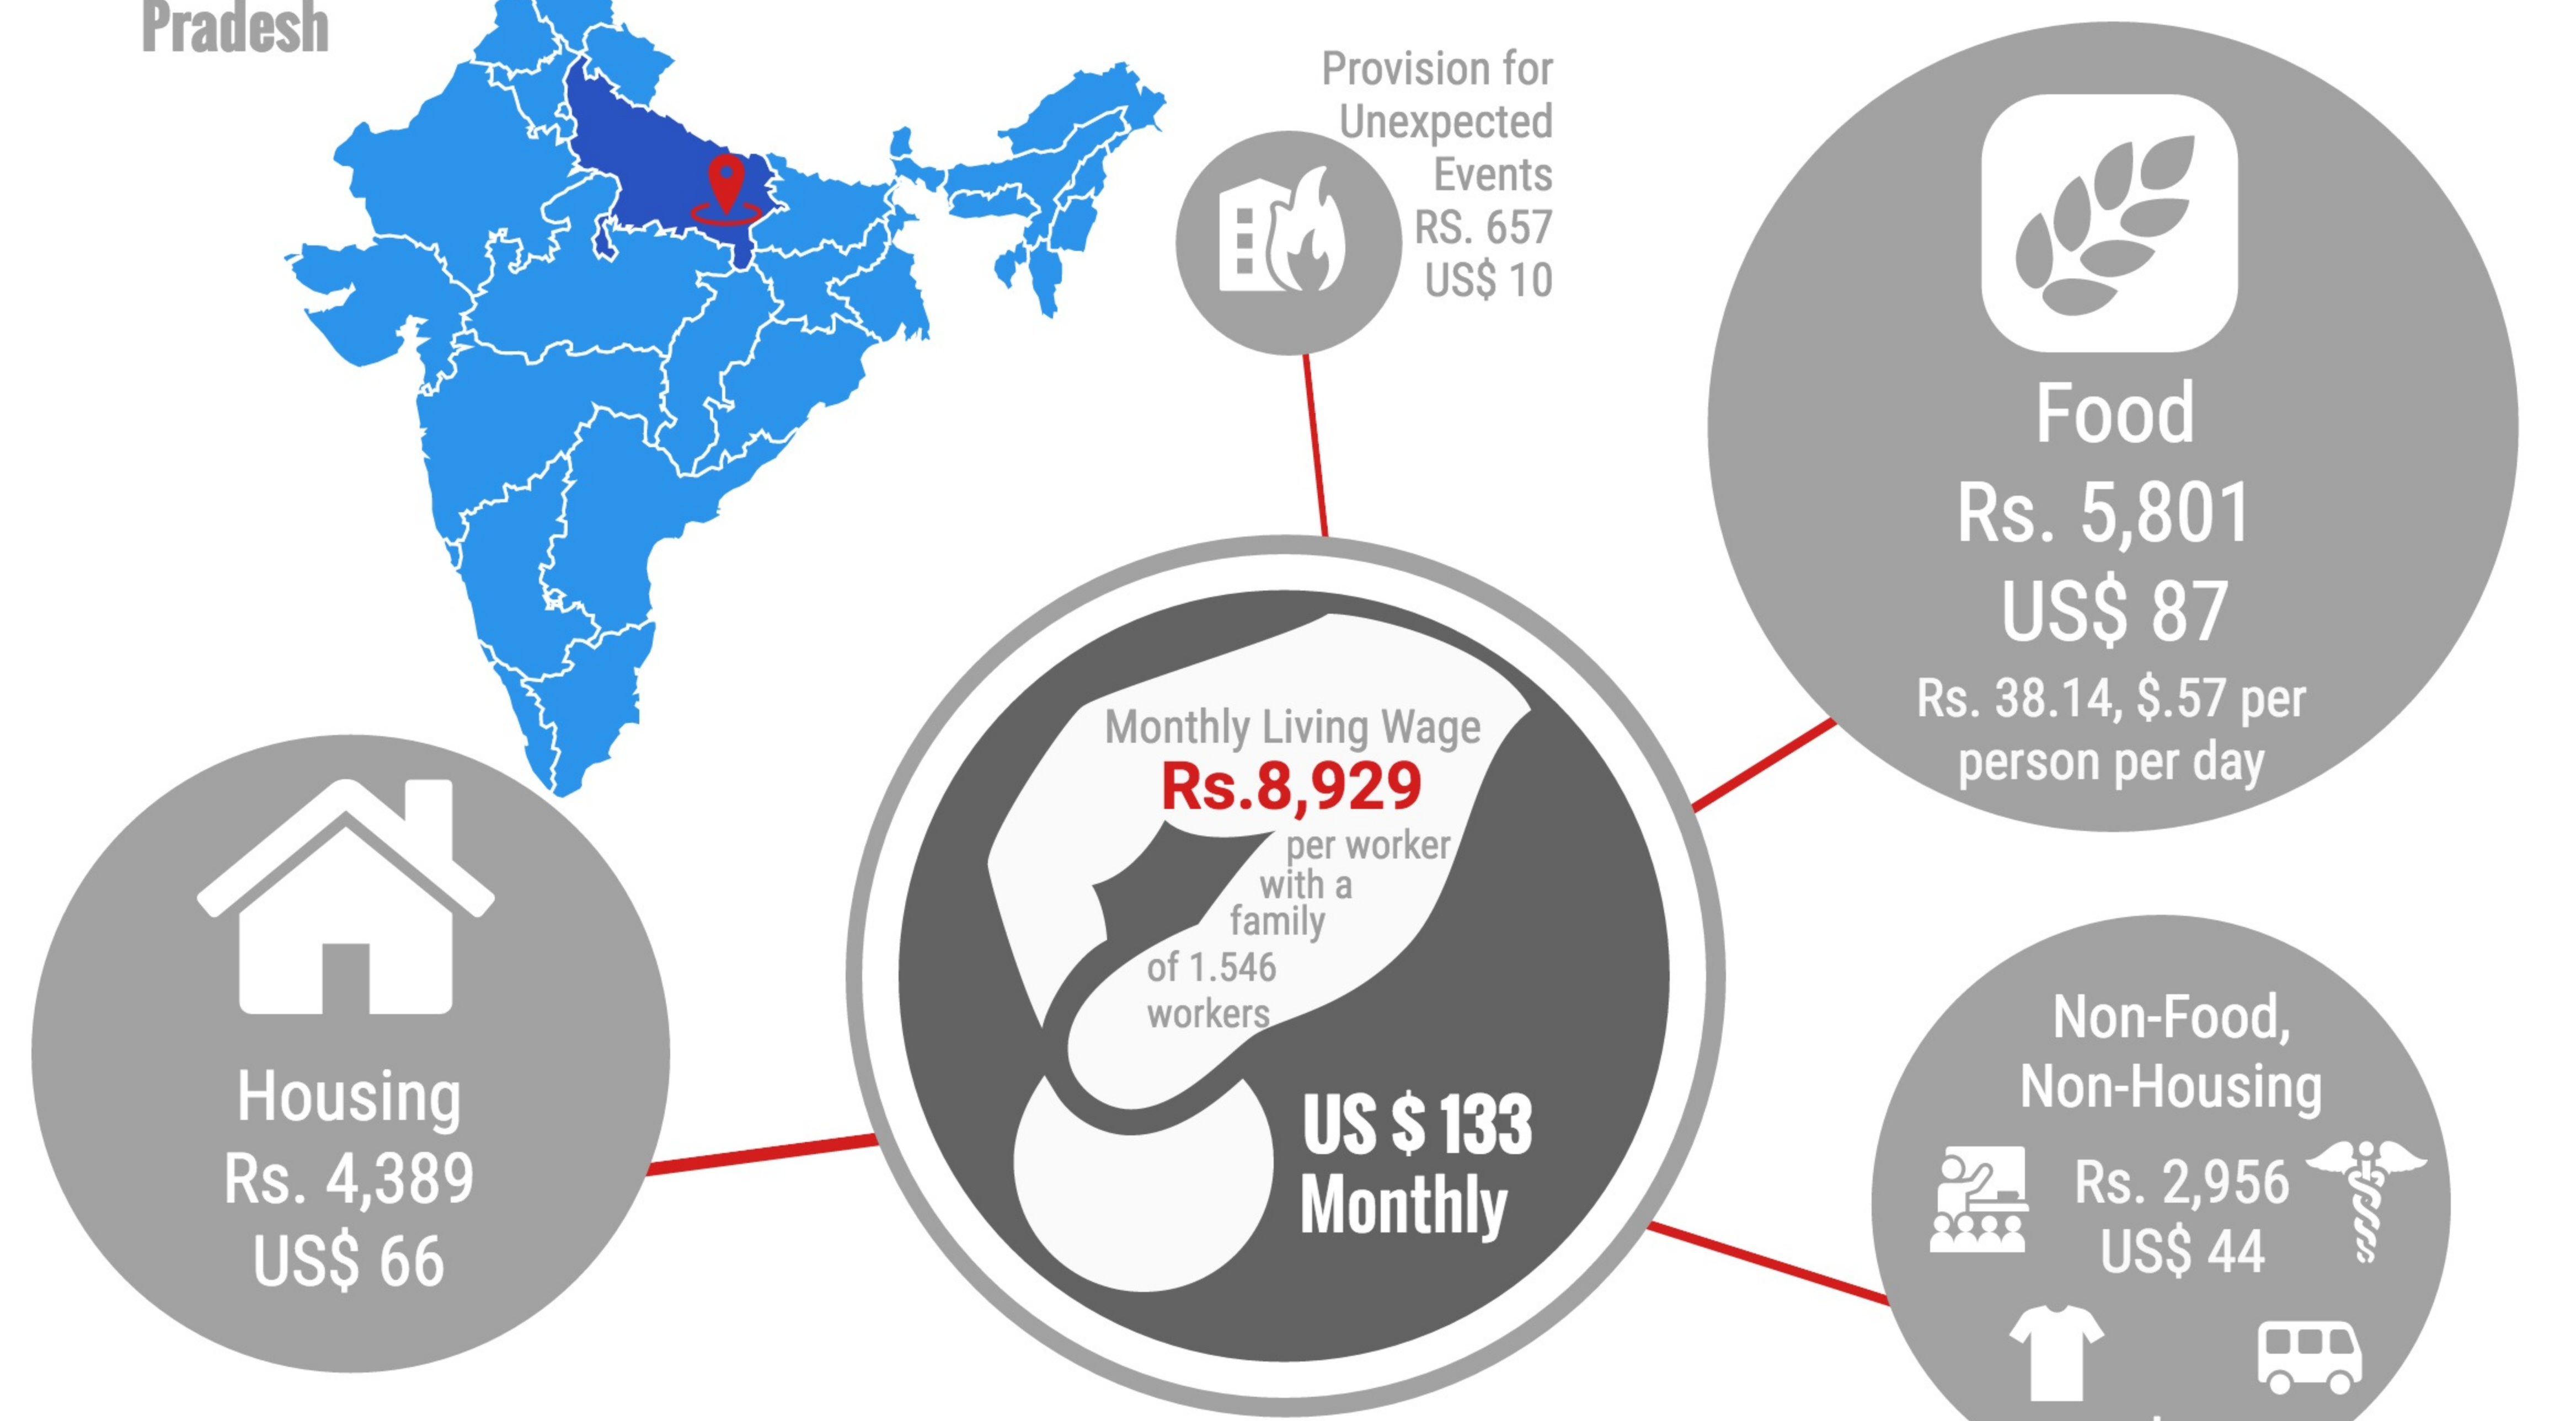 Pradesh
Provision for
Unexpected
Events
RS. 657
US$ 10
Food
Rs. 5,801
US$ 87
Rs. 38.14, $.57 per
person per day
Monthly Living Wage
Rs.8,929
per worker
with a
family
of 1.546
workers
US $ 133
Monthly
Housing
Rs. 4,389
US$ 66
Non-Food,
Non-Housing
Rs. 2,956
US$ 44